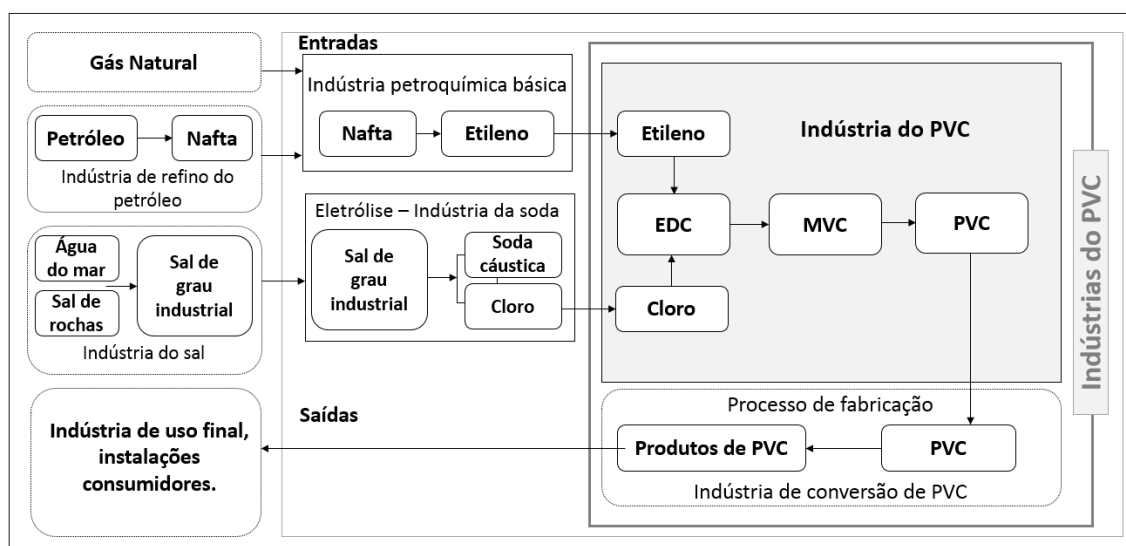 Gás Natural
Petróleo
Nafta
Indústria de refino do
petróleo
Água
do mar
Sal de
rochas
Sal de
grau
industrial
Indústria do sal
Indústria de uso final,
instalações
consumidores.
Entradas
Indústria petroquímica básica
Nafta
Etileno
Eletrólise – Indústria da soda
Sal de
grau
industrial
Soda
cáustica
Cloro
Saídas
Indústria do PVC
Etileno
EDC
MVC
PVC
Cloro
Processo de fabricação
Produtos de PVC
PVC
Indústria de conversão de PVC
Indústrias do PVC